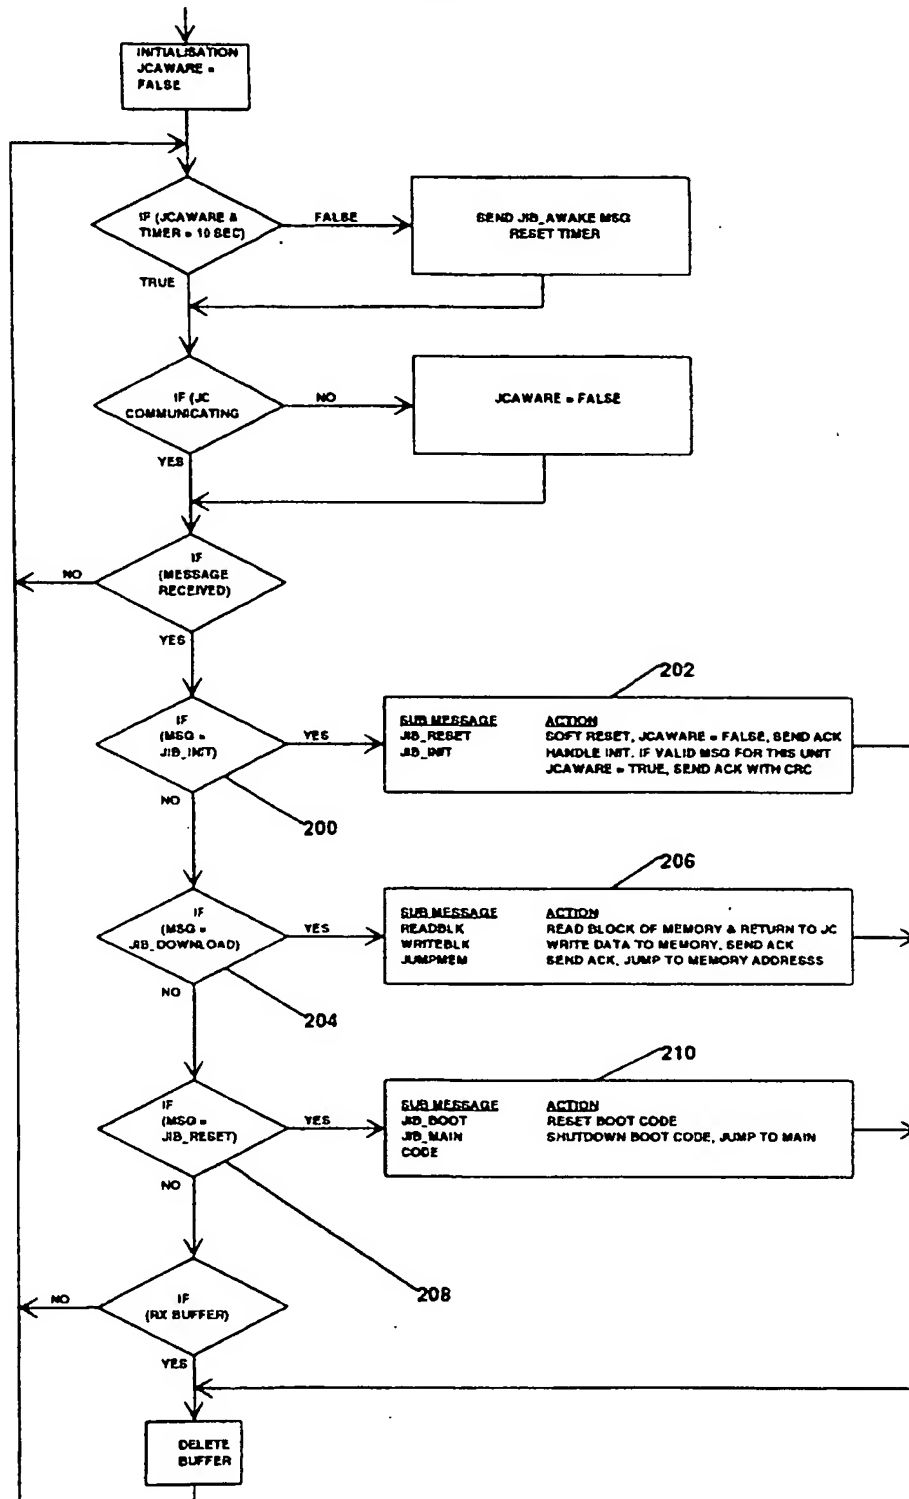 INITIALISATION
JCAWARE =
FALSE
IF (JCAWARE &
TIMER = 10 SEC)
FALSE
SEND JIB_AWAKE MSG
RESET TIMER
TRUE
IF (JC
COMMUNICATING
NO
JCAWARE = FALSE
YES
IF
(MESSAGE
RECEIVED)
NO
YES
202
IF
(MSG =
JIB_INIT)
YES
SUB MESSAGE ACTION
JIB_RESET SOFT RESET, JCAWARE = FALSE, SEND ACK
JIB_INIT HANDLE INIT. IF VALID MSG FOR THIS UNIT
JCAWARE = TRUE, SEND ACK WITH CRC
NO
200
206
IF
(MSG =
JIB_DOWNLOAD)
YES
SUB MESSAGE ACTION
READBLK READ BLOCK OF MEMORY & RETURN TO JC
WRITEBLK WRITE DATA TO MEMORY, SEND ACK
JUMPMEM SEND ACK, JUMP TO MEMORY ADDRESSS
NO
204
210
IF
(MSG =
JIB_RESET)
YES
SUB MESSAGE ACTION
JIB_BOOT RESET BOOT CODE
JIB_MAIN SHUTDOWN BOOT CODE, JUMP TO MAIN
CODE
NO
208
IF
(RX BUFFER)
NO
YES
DELETE
BUFFER